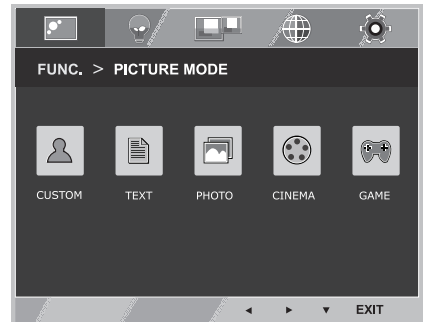 FUNC. > PICTURE MODE
CUSTOM TEXT PHOTO CINEMA GAME
◄ ► ▼ EXIT